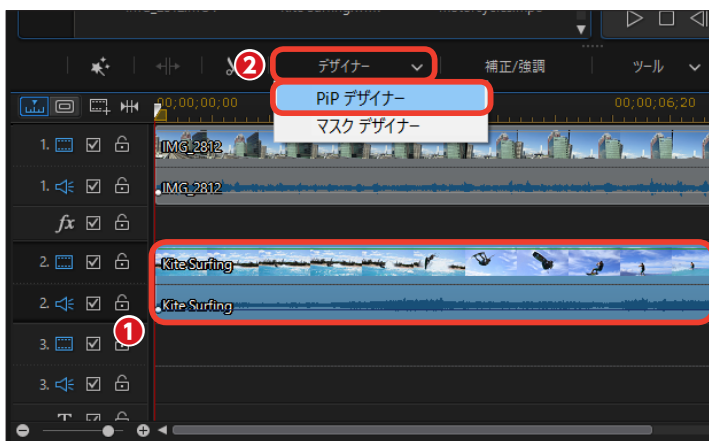 2
デザイナー
補正/強調
ツール
PiP デザイナー
マスク デザイナー
00;00;00;00
00;00;06;20
1.
IMG_2812
1.
IMG_2812
fx
2.
Kite Surfing
2.
Kite Surfing
1
3.
3.
T